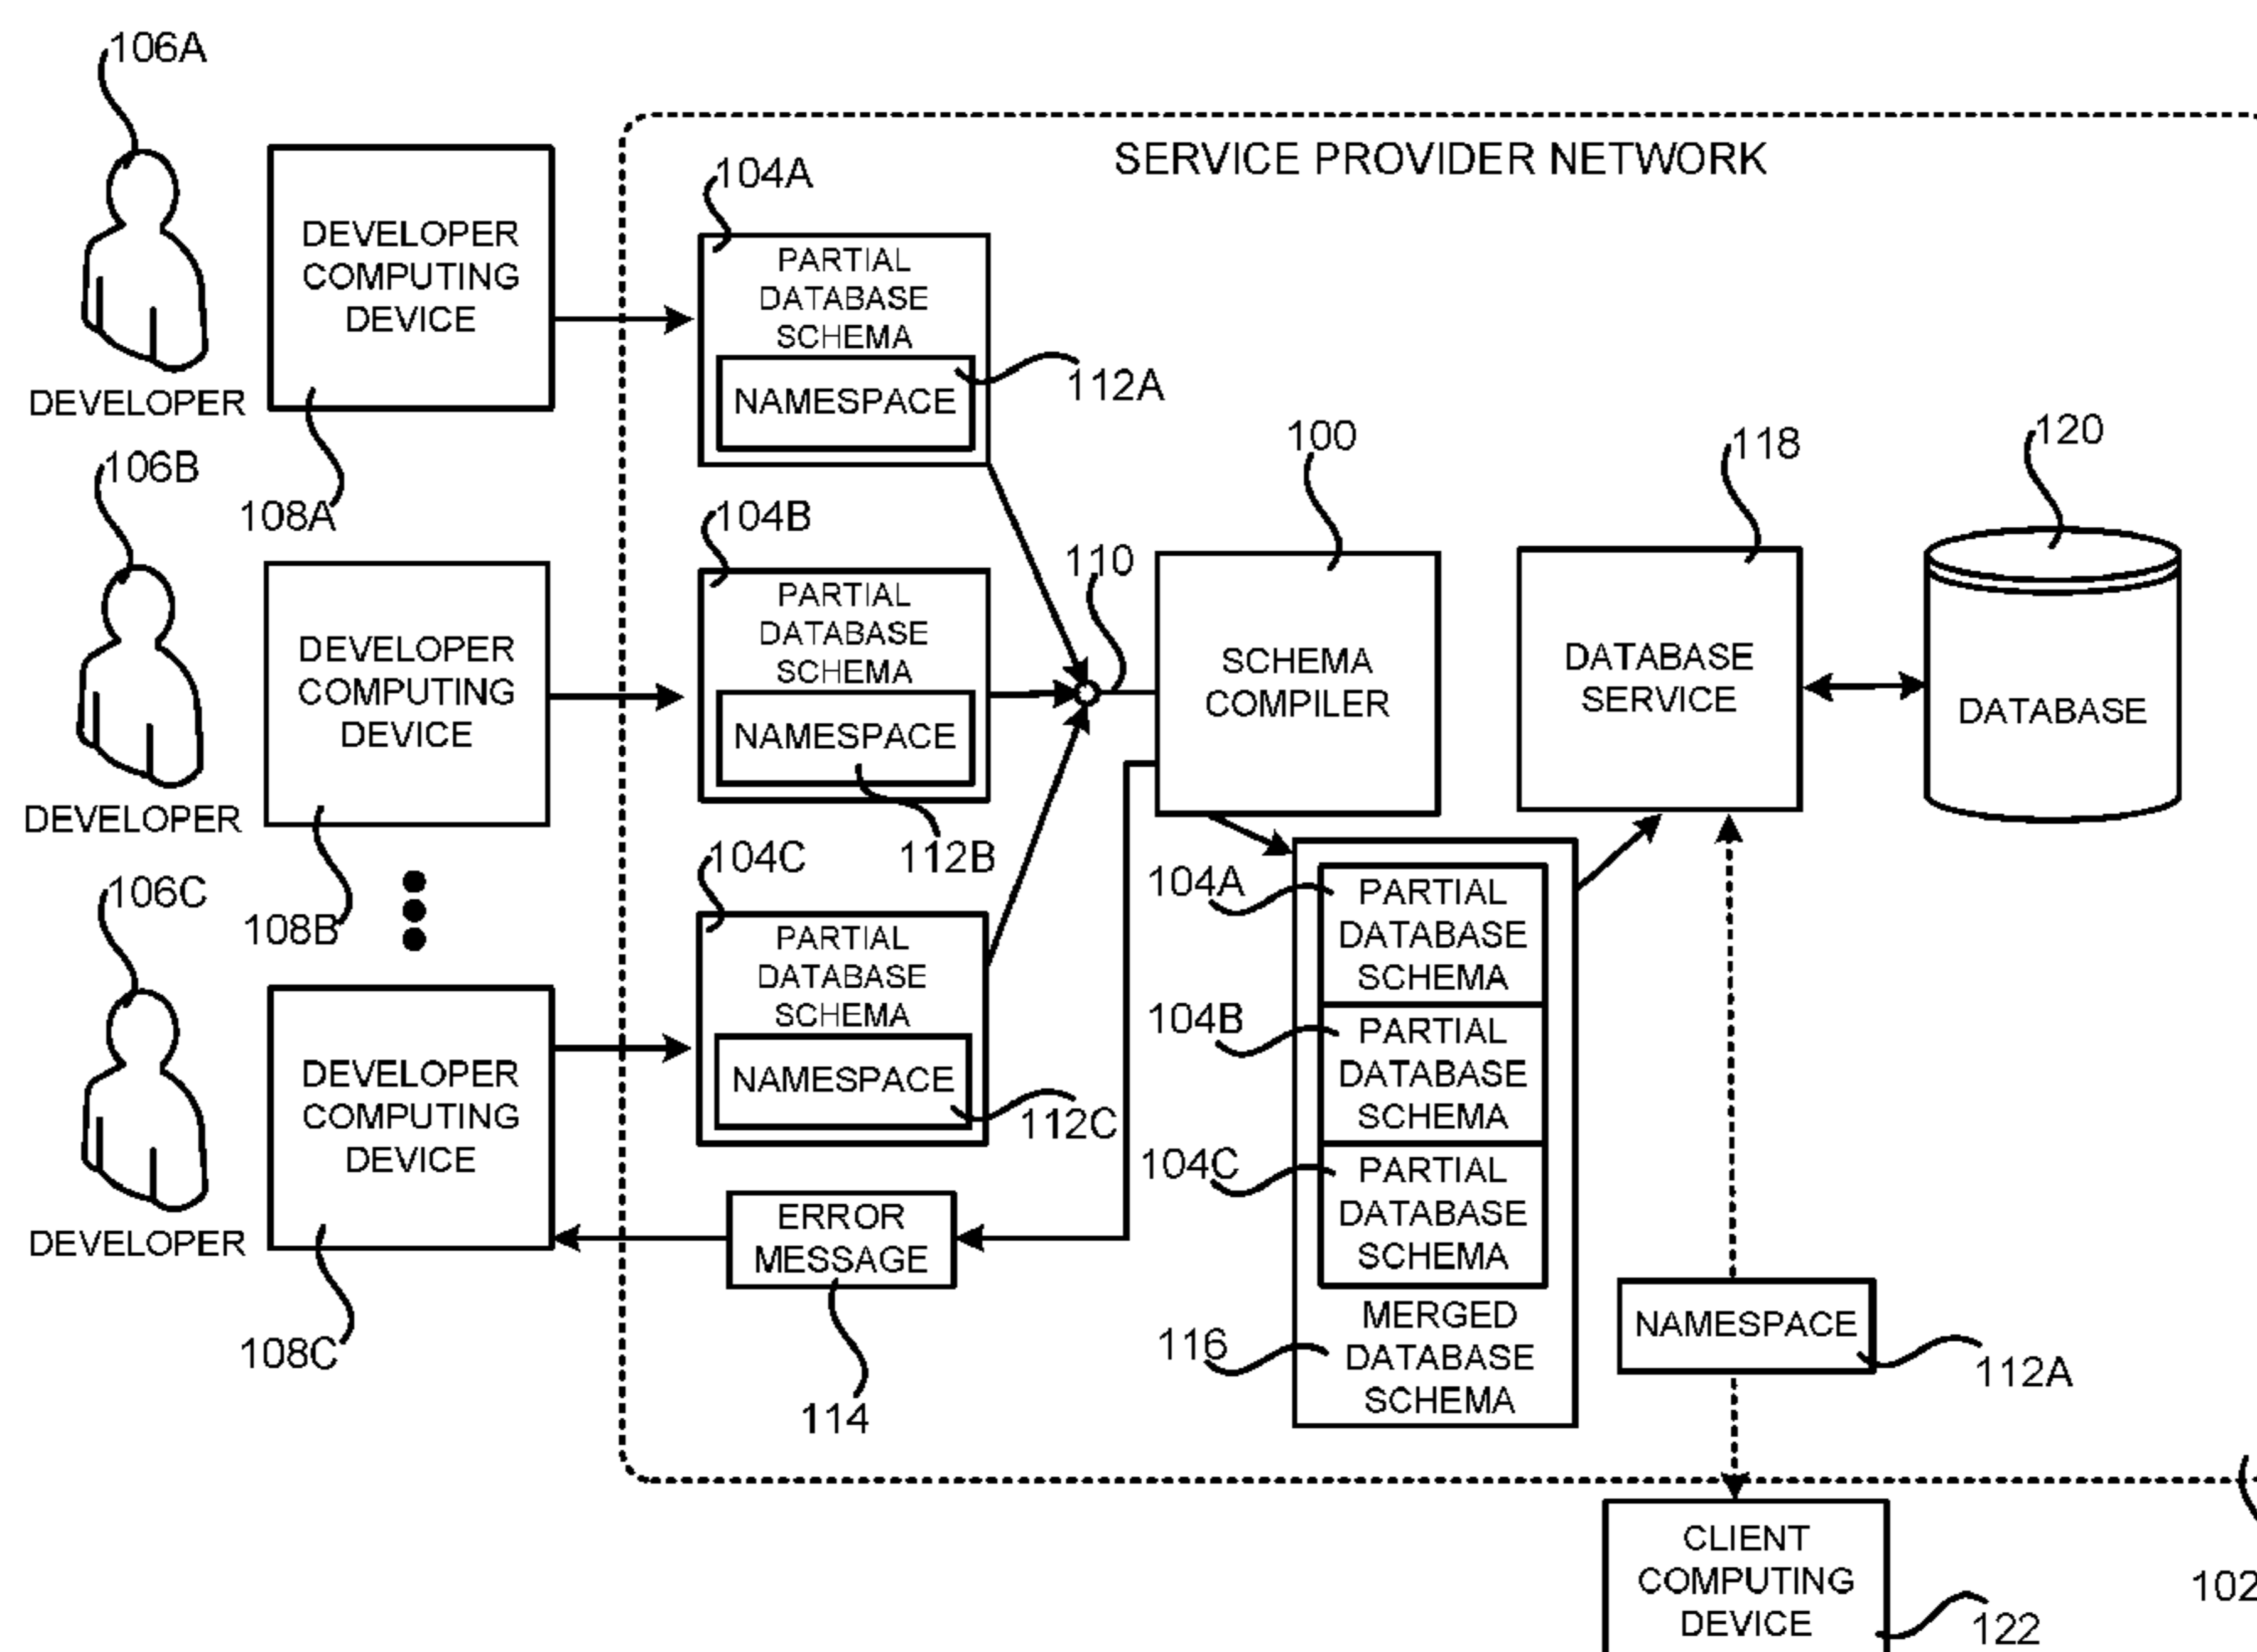 106A
SERVICE PROVIDER NETWORK
104A
DEVELOPER
COMPUTING
DEVICE
PARTIAL
DATABASE
SCHEMA
NAMESPACE
112A
DEVELOPER
108A
106B
104B
110
100
118
120
DEVELOPER
COMPUTING
DEVICE
PARTIAL
DATABASE
SCHEMA
NAMESPACE
112B
SCHEMA
COMPILER
DATABASE
SERVICE
DATABASE
DEVELOPER
108B
106C
104C
DEVELOPER
COMPUTING
DEVICE
PARTIAL
DATABASE
SCHEMA
NAMESPACE
112C
104A
PARTIAL
DATABASE
SCHEMA
104B
PARTIAL
DATABASE
SCHEMA
104C
PARTIAL
DATABASE
SCHEMA
DEVELOPER
108C
ERROR
MESSAGE
114
116
MERGED
DATABASE
SCHEMA
NAMESPACE
112A
CLIENT
COMPUTING
DEVICE
122
102